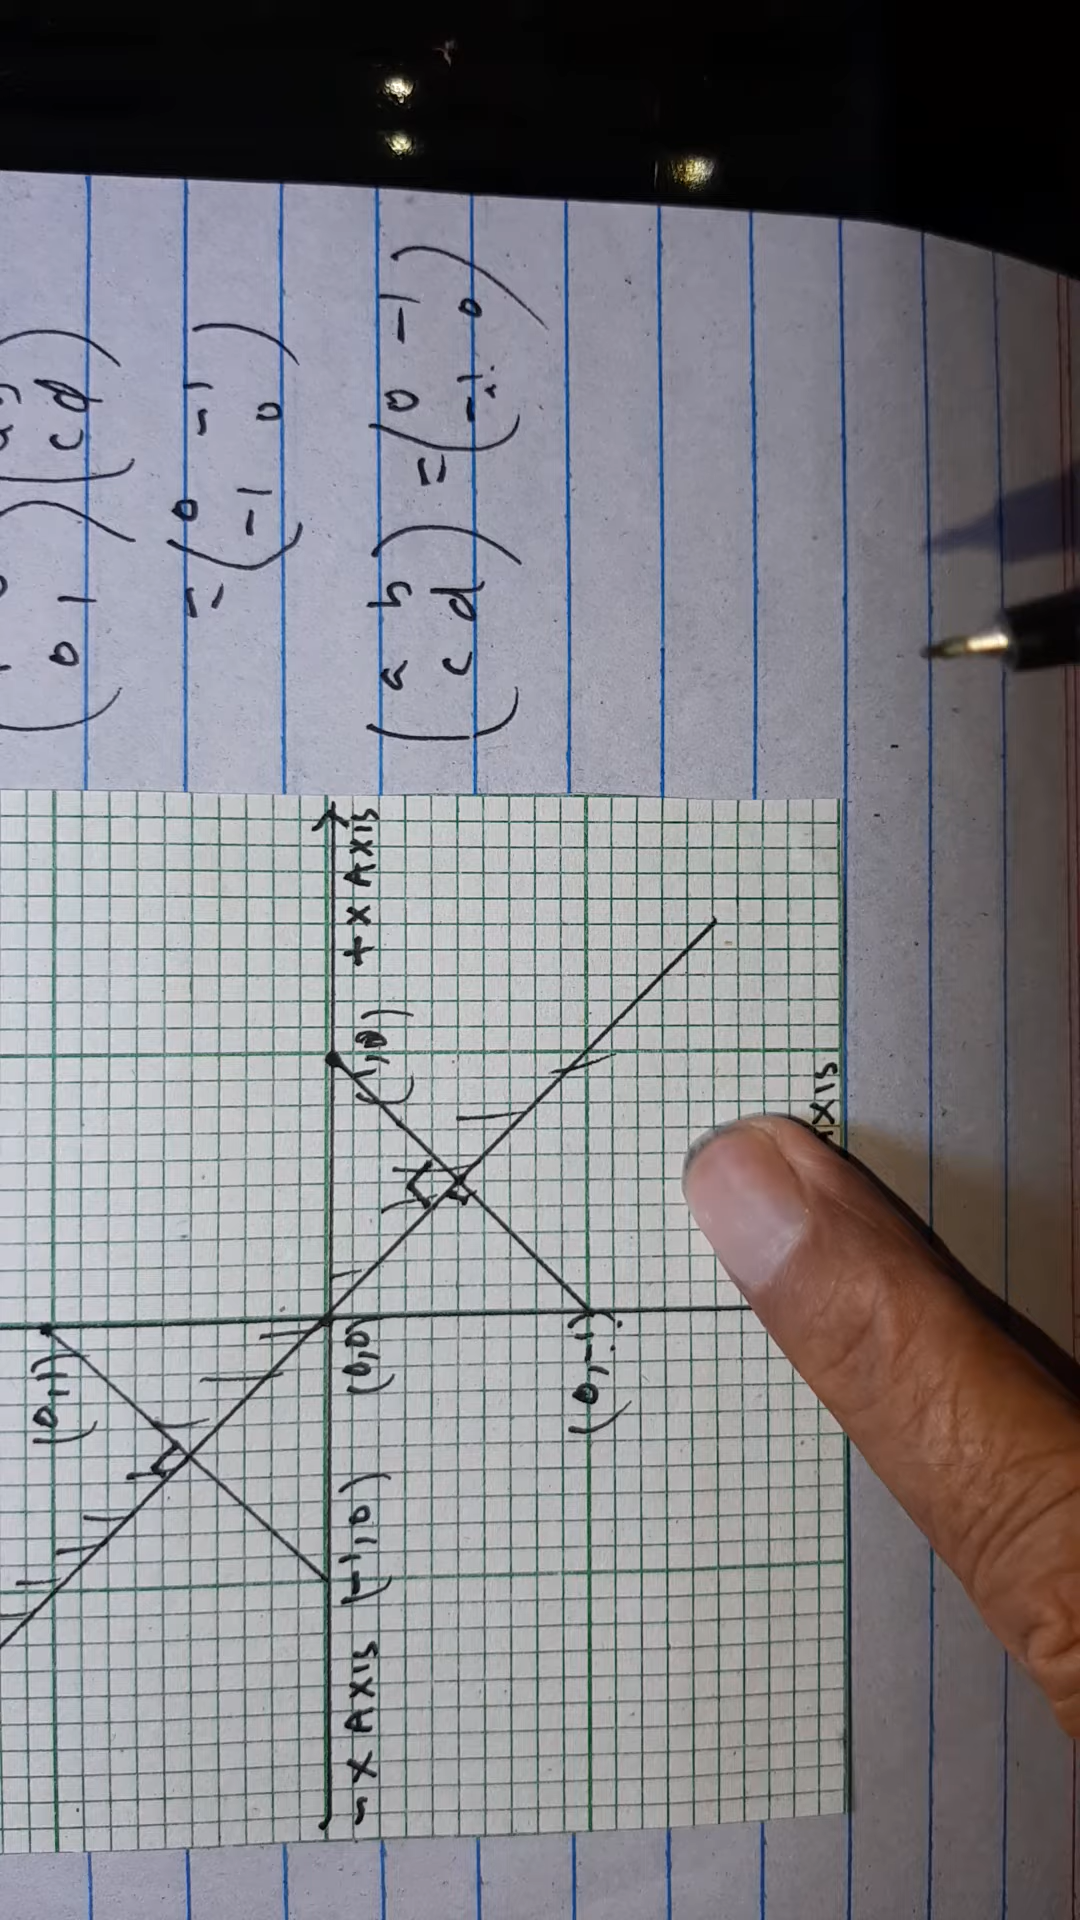 c d
0 1
= ( 0 -1
-1 0 )
( a b
c d ) = ( 0 -1
-1 0 )
(0,1)
- X AXIS
(-1,0)
(0,0)
(1,0)
+ X AXIS
(0,-1)